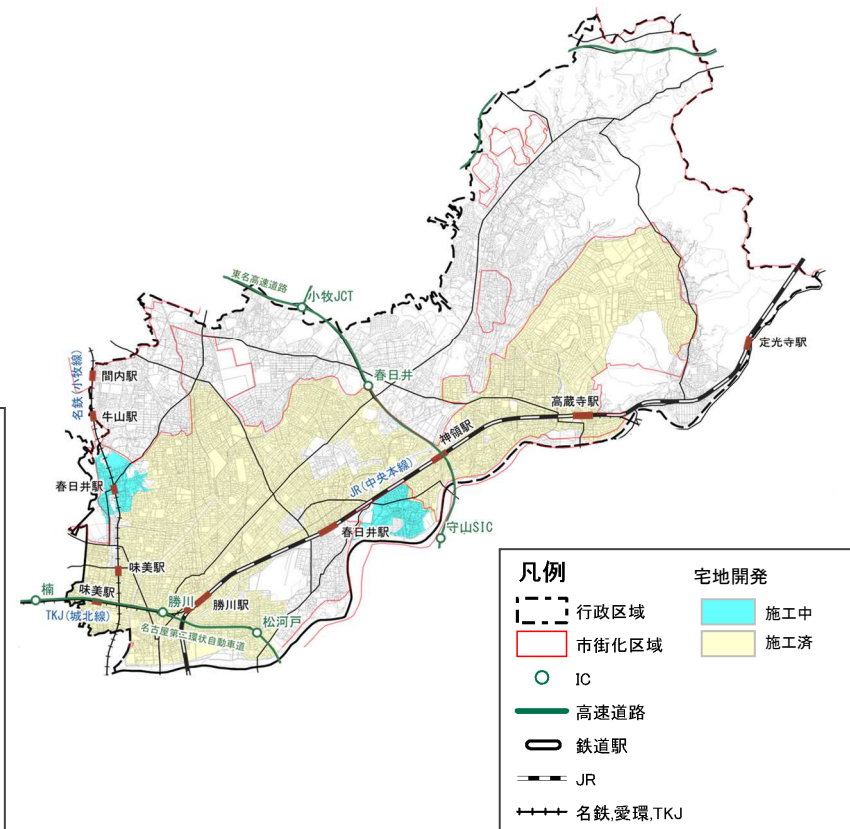 東名高速道路
小牧JCT
定光寺駅
名鉄(小牧線)
間内駅
春日井
牛山駅
高蔵寺駅
神領駅
JR(中央本線)
春日井駅
春日井駅
守山SIC
味美駅
楠
味美駅
勝川
勝川駅
TKJ(城北線)
松河戸
名古屋第二環状自動車道
凡例
行政区域
市街化区域
IC
高速道路
鉄道駅
JR
名鉄,愛環,TKJ
宅地開発
施工中
施工済